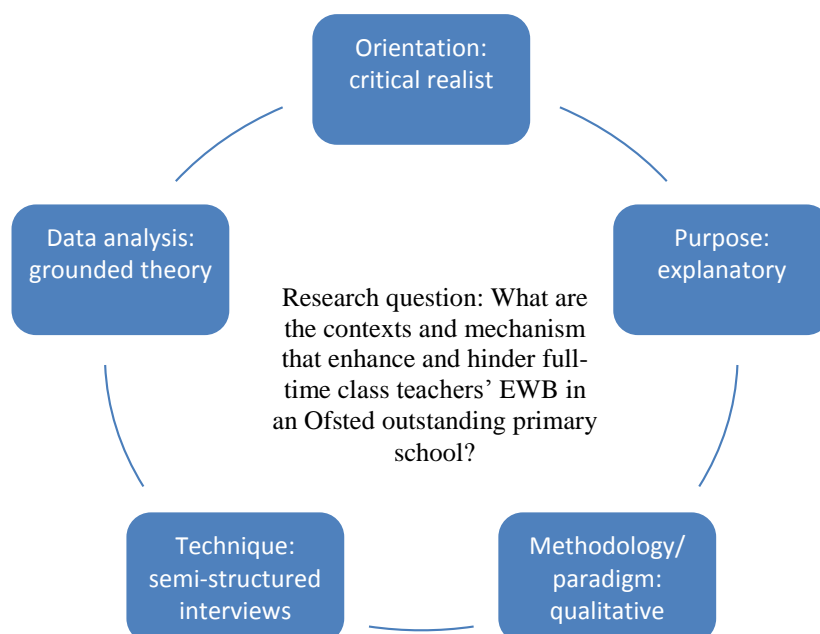 Orientation:
critical realist
Purpose:
explanatory
Methodology/
paradigm:
qualitative
Technique:
semi-structured
interviews
Data analysis:
grounded theory
Research question: What are
the contexts and mechanism
that enhance and hinder full-
time class teachers’ EWB in
an Ofsted outstanding primary
school?